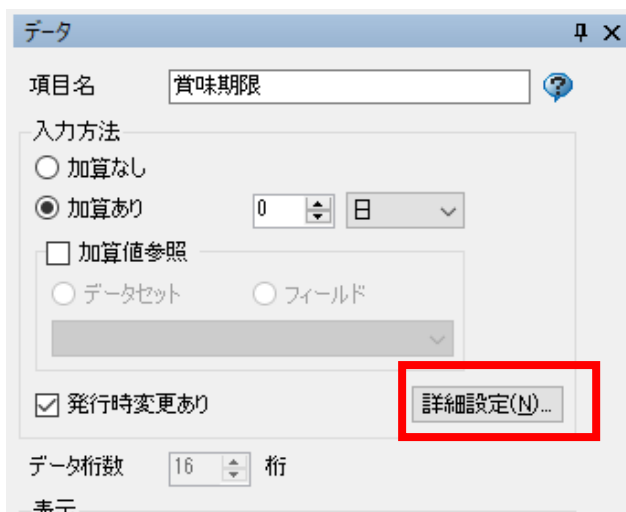 データ
項目名 賞味期限
入力方法
加算なし
加算あり 0 日
加算値参照
データセット フィールド
発行時変更あり 詳細設定(N)...
データ桁数 16 桁
表示